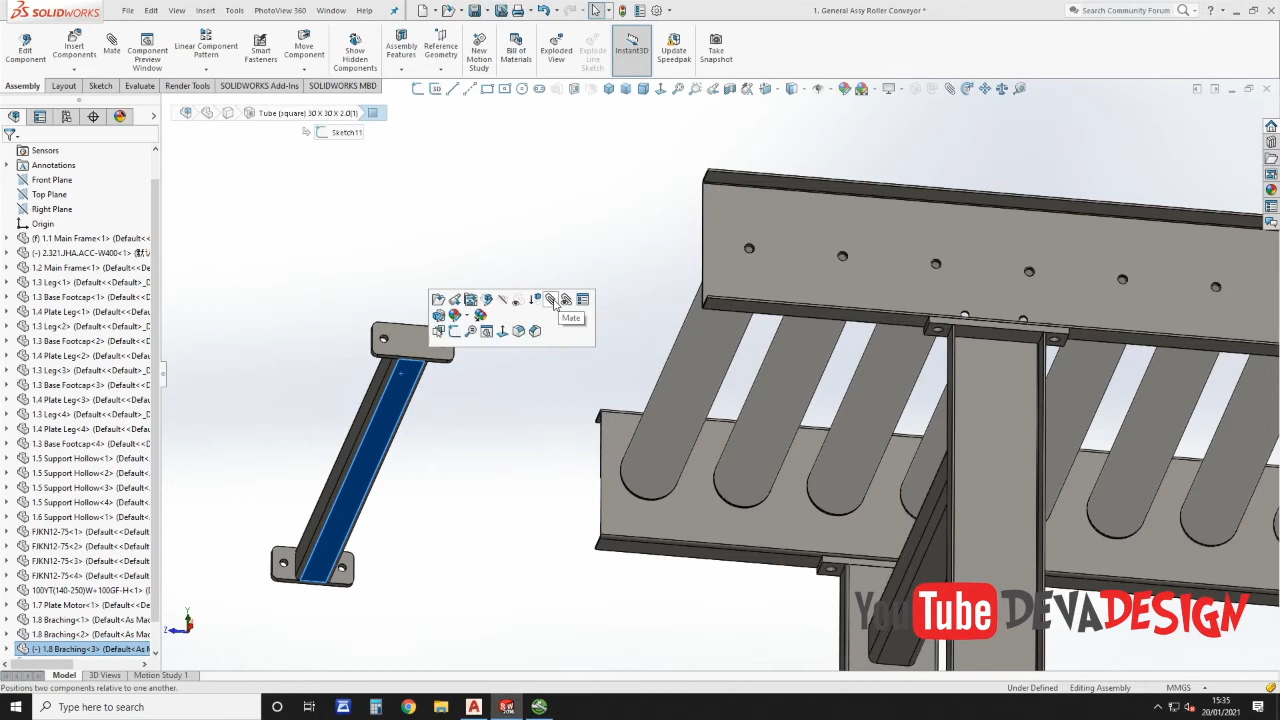 SOLIDWORKS
File Edit View Insert Tools PhotoView 360 Window
1. General Assy Roller Conveyor *
Search Community Forum
Edit Component
Insert Components
Mate
Component Preview Window
Linear Component Pattern
Smart Fasteners
Move Component
Show Hidden Components
Assembly Features
Reference Geometry
New Motion Study
Bill of Materials
Exploded View
Explode Line Sketch
Instant3D
Update Speedpak
Take Snapshot
Assembly Layout Sketch Evaluate Render Tools SOLIDWORKS Add-Ins SOLIDWORKS MBD
Tube (square) 30 X 30 X 2.0(1)
Sketch11
Sensors
Annotations
Front Plane
Top Plane
Right Plane
Origin
(f) 1.1 Main Frame<1> (Default<<
1.2 Main Frame<1> (Default<<D
1.3 Leg<1> (Default<<Default>_D
1.3 Base Footcap<1> (Default<<
1.4 Plate Leg<1> (Default<<Def
1.3 Leg<2> (Default<<Default>_D
1.3 Base Footcap<2> (Default<<
1.4 Plate Leg<2> (Default<<Def
1.3 Leg<3> (Default<<Default>_D
1.3 Base Footcap<3> (Default<<
1.4 Plate Leg<3> (Default<<Def
1.3 Leg<4> (Default<<Default>_D
1.4 Plate Leg<4> (Default<<Def
1.3 Base Footcap<4> (Default<<
1.5 Support Hollow<1> (Default
1.5 Support Hollow<2> (Default
1.5 Support Hollow<3> (Default
1.5 Support Hollow<4> (Default
1.6 Support Hollow<1> (Default
FJKN12-75<1> (Default<<Default
FJKN12-75<2> (Default<<Default
FJKN12-75<3> (Default<<Default
FJKN12-75<4> (Default<<Default
100YT(140-250)W+100GF-H<1> (D
1.7 Plate Motor<1> (Default<<D
1.8 Braching<1> (Default<As Mac
1.8 Braching<2> (Default<As Mac
(-) 1.8 Braching<3> (Default<As M
Mate
YouTube DEVADESIGN
Model 3D Views Motion Study 1
Positions two components relative to one another.
Under Defined Editing Assembly MMGS
Type here to search
15:35
20/01/2021